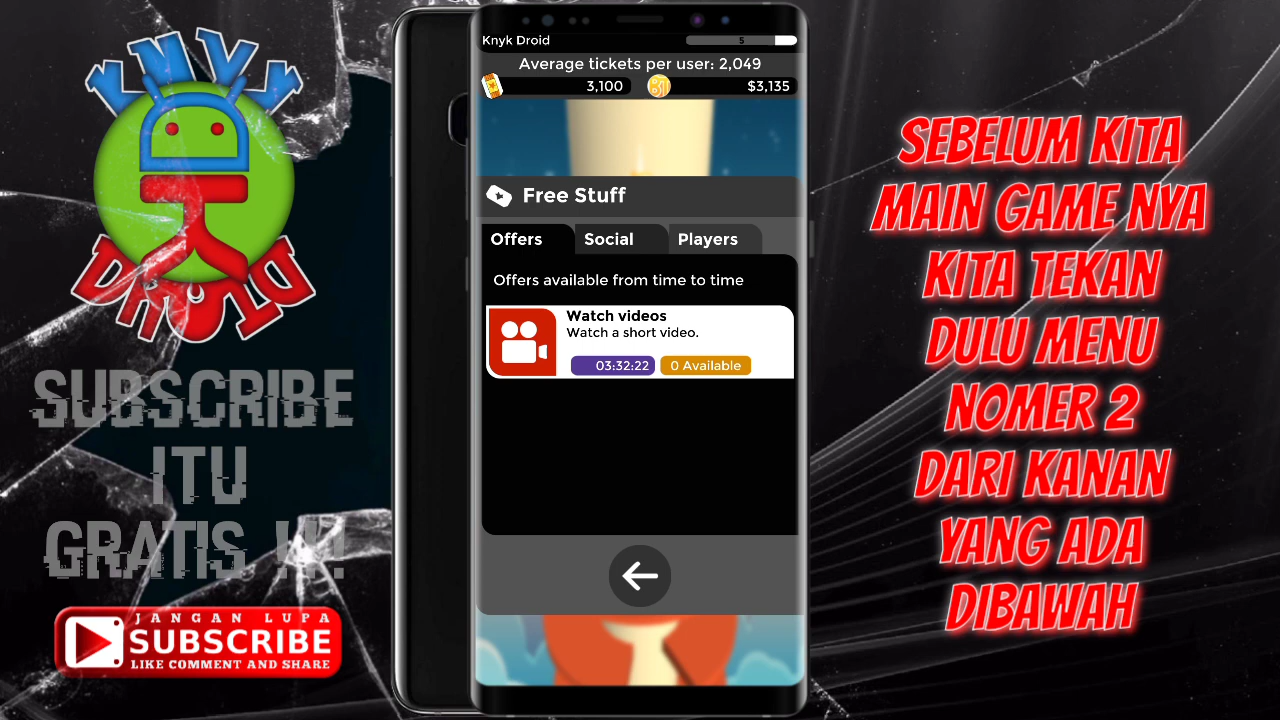 KNYK
DROID
SUBSCRIBE
ITU
GRATIS !!!
JANGAN LUPA
SUBSCRIBE
LIKE COMMENT AND SHARE
Knyk Droid
5
Average tickets per user: 2,049
3,100
$3,135
Free Stuff
Offers
Social
Players
Offers available from time to time
Watch videos
Watch a short video.
03:32:22
0 Available
SEBELUM KITA
MAIN GAME NYA
KITA TEKAN
DULU MENU
NOMER 2
DARI KANAN
YANG ADA
DIBAWAH